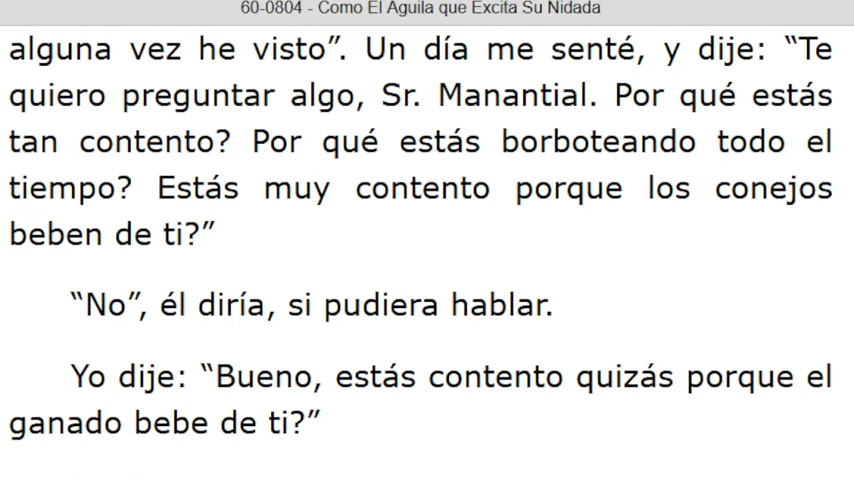 60-0804 - Como El Aguila que Excita Su Nidada
alguna vez he visto”. Un día me senté, y dije: “Te
quiero preguntar algo, Sr. Manantial. Por qué estás
tan contento? Por qué estás borboteando todo el
tiempo? Estás muy contento porque los conejos
beben de ti?”
“No”, él diría, si pudiera hablar.
Yo dije: “Bueno, estás contento quizás porque el
ganado bebe de ti?”